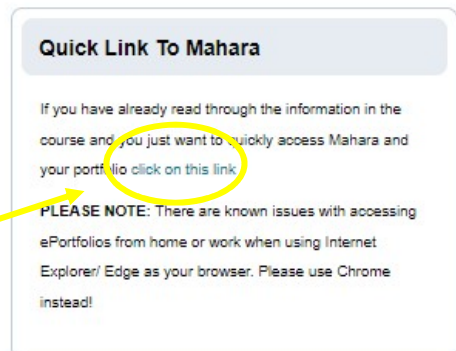 Quick Link To Mahara
If you have already read through the information in the
course and you just want to quickly access Mahara and
your portfolio click on this link
PLEASE NOTE: There are known issues with accessing
ePortfolios from home or work when using Internet
Explorer/ Edge as your browser. Please use Chrome
instead!